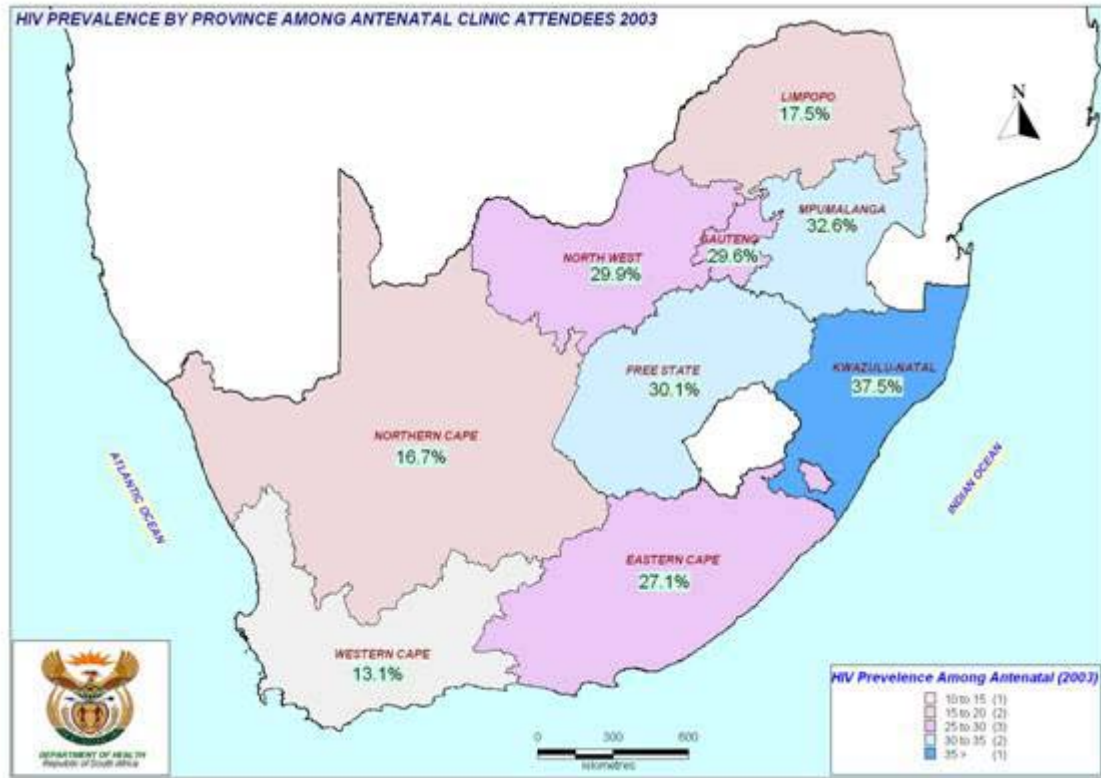 HIV PREVALENCE BY PROVINCE AMONG ANTENATAL CLINIC ATTENDEES 2003
LIMPOPO
17.5%
N
MPUMALANGA
32.6%
GAUTENG
29.6%
NORTH WEST
29.9%
FREE STATE
30.1%
KWAZULU-NATAL
37.5%
NORTHERN CAPE
16.7%
ATLANTIC OCEAN
INDIAN OCEAN
EASTERN CAPE
27.1%
WESTERN CAPE
13.1%
DEPARTMENT OF HEALTH
Republic of South Africa
0 300 600
kilometres
HIV Prevelence Among Antenatal (2003)
10 to 15 (1)
15 to 20 (2)
25 to 30 (3)
30 to 35 (2)
35 > (1)